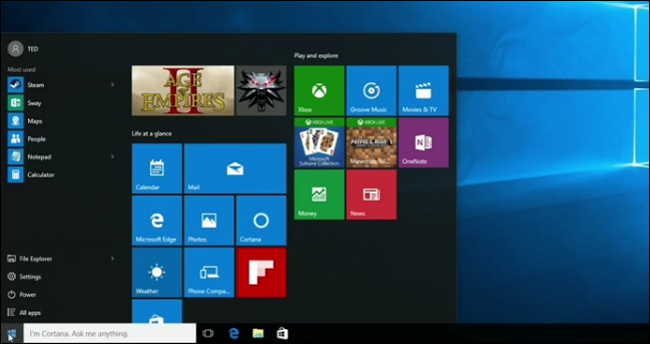 TED
Most used
Steam
Sway
Maps
People
Notepad
Calculator
File Explorer
Settings
Power
All apps
AGE OF
II
EMPIRES
Life at a glance
Calendar
Mail
Microsoft Edge
Photos
Cortana
Weather
Phone Compa...
Play and explore
Xbox
Groove Music
Movies & TV
XBOX LIVE
Microsoft
Solitaire Collection
XBOX LIVE
MINECRAFT
OneNote
Money
News
I'm Cortana. Ask me anything.